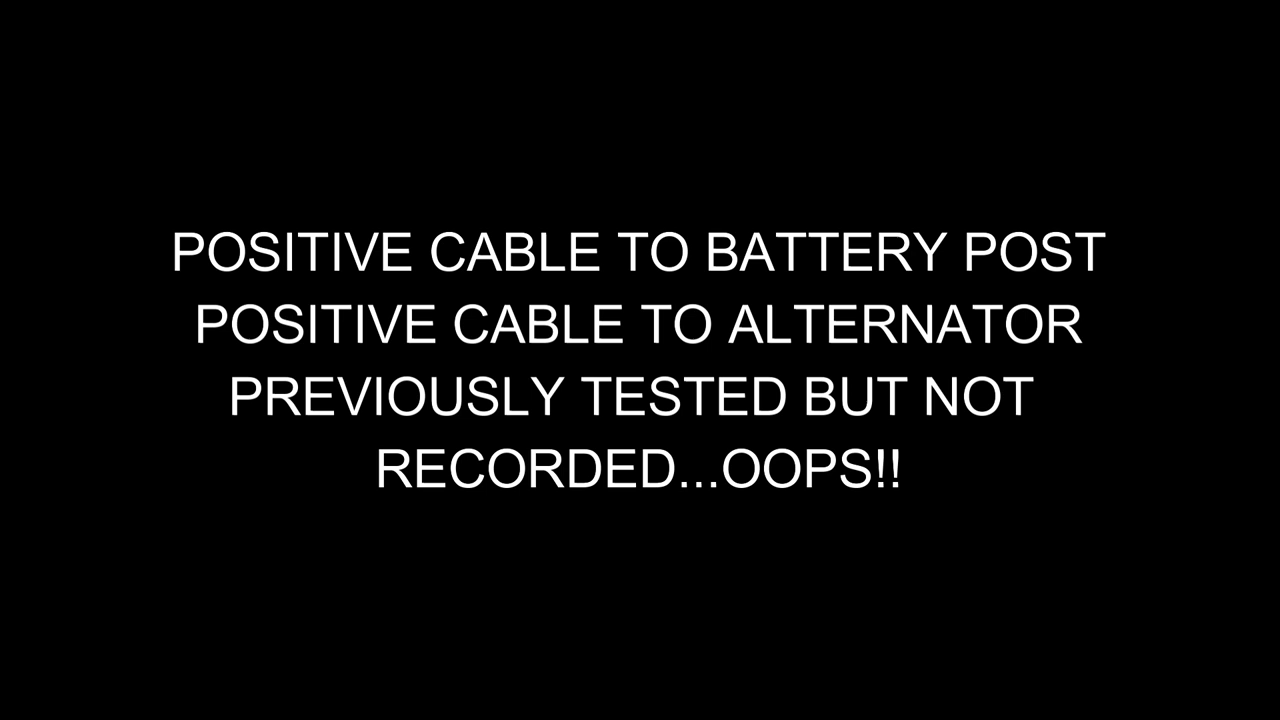 POSITIVE CABLE TO BATTERY POST
POSITIVE CABLE TO ALTERNATOR
PREVIOUSLY TESTED BUT NOT
RECORDED...OOPS!!